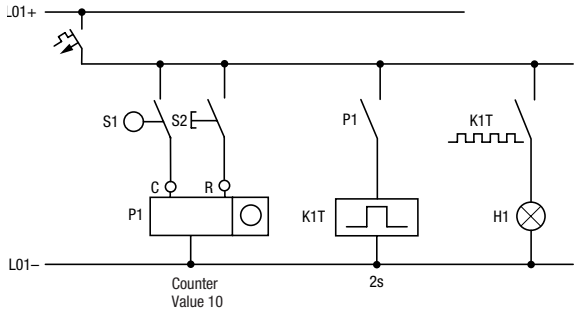 L01+
S1
S2
P1
K1T
C
R
P1
K1T
H1
L01–
Counter
Value 10
2s